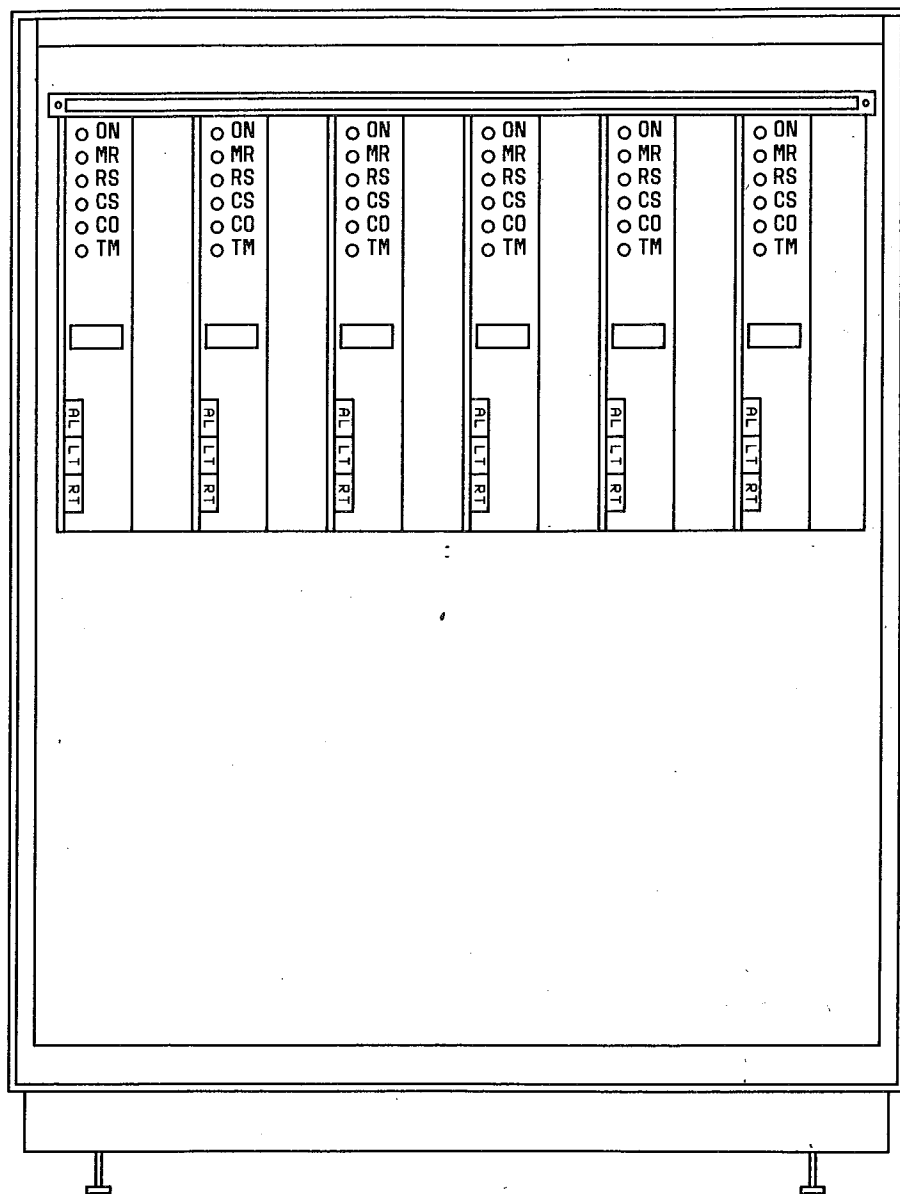 ON ON ON ON ON ON
MR MR MR MR MR MR
RS RS RS RS RS RS
CS CS CS CS CS CS
CO CO CO CO CO CO
TM TM TM TM TM TM
AL AL AL AL AL AL
LT LT LT LT LT LT
RT RT RT RT RT RT